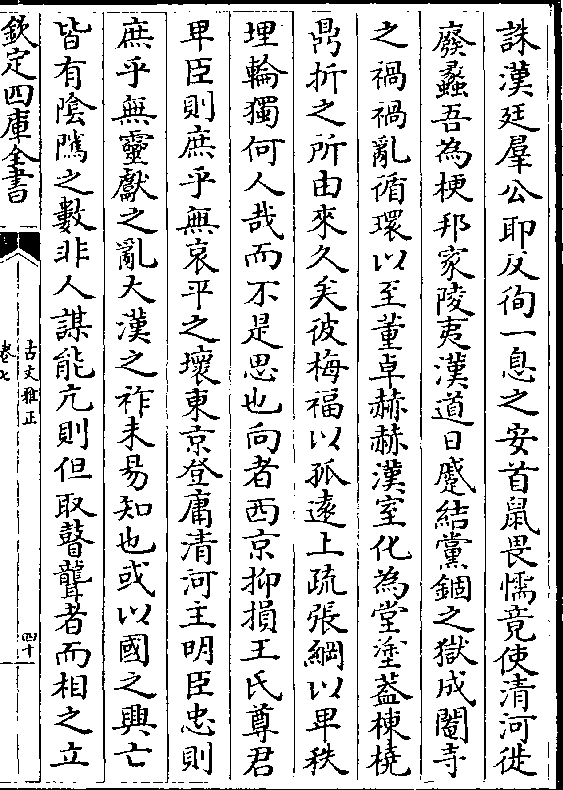 誅漢廷羣公耶反徇一息之安首鼠畏懦竟使清河徙
廢蠡吾為梗邦家陵夷漢道日蹙結黨錮之獄成閹寺
之禍禍亂循環以至董卓赫赫漢室化為堂塗葢棟橈
鼎折之所由來久矣彼梅福以孤遠上疏張綱以卑秩
埋輪獨何人哉而不是思也向者西京抑損王氏尊君
卑臣則庶乎無哀平之壞東京登庸清河主明臣忠則
庶乎無靈獻之亂大漢之祚未易知也或以國之興亡
皆有陰隲之數非人謀能亢則但取瞽聾者而相之立
欽定四庫全書
古文雅正
卷七
四十